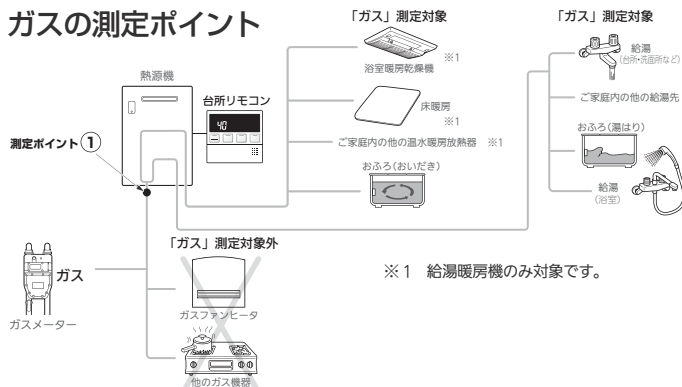 ガスの測定ポイント
「ガス」測定対象
「ガス」測定対象
熱源機
台所リモコン
40
測定ポイント①
※1
浴室暖房乾燥機
床暖房
※1
ご家庭内の他の温水暖房放熱器 ※1
おふろ(おいだき)
給湯
(台所・洗面所など)
ご家庭内の他の給湯先
おふろ(湯はり)
給湯
(浴室)
「ガス」測定対象外
ガス
ガスメーター
ガスファンヒータ
他のガス機器
※1 給湯暖房機のみ対象です。